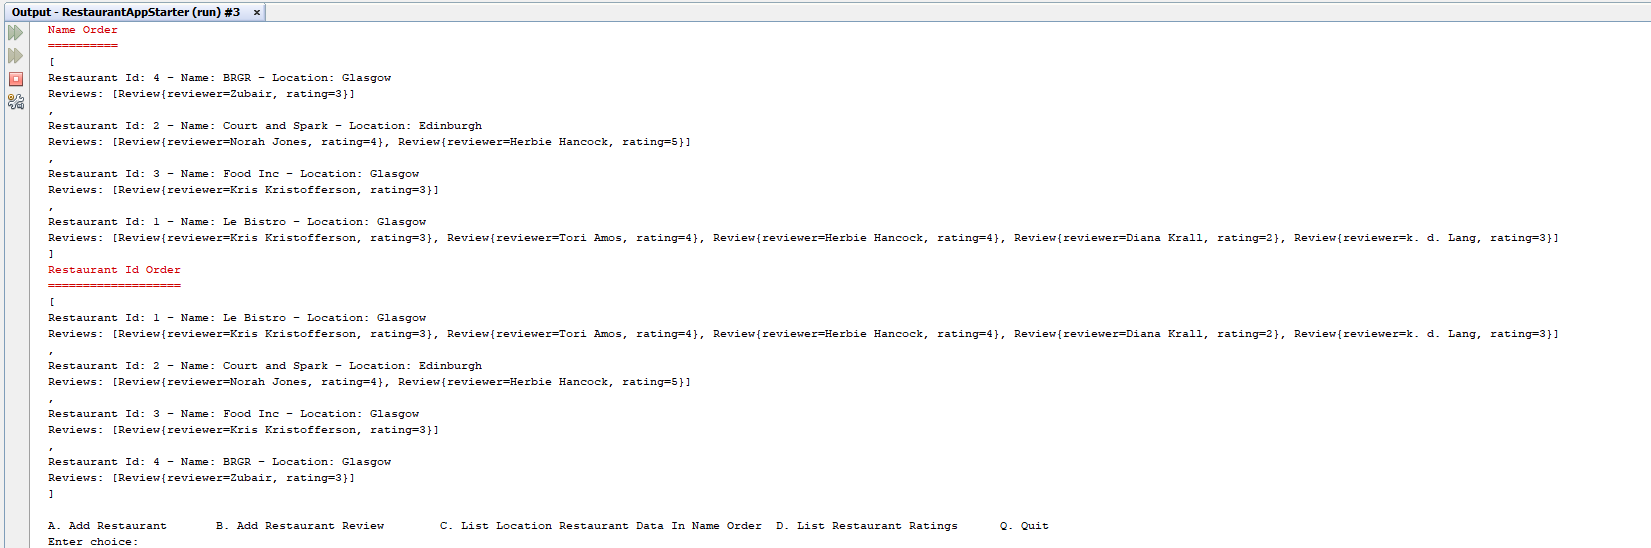 Output - RestaurantAppStarter (run) #3 ×
Name Order
==========
[
Restaurant Id: 4 - Name: BRGR - Location: Glasgow
Reviews: [Review{reviewer=Zubair, rating=3}]
,
Restaurant Id: 2 - Name: Court and Spark - Location: Edinburgh
Reviews: [Review{reviewer=Norah Jones, rating=4}, Review{reviewer=Herbie Hancock, rating=5}]
,
Restaurant Id: 3 - Name: Food Inc - Location: Glasgow
Reviews: [Review{reviewer=Kris Kristofferson, rating=3}]
,
Restaurant Id: 1 - Name: Le Bistro - Location: Glasgow
Reviews: [Review{reviewer=Kris Kristofferson, rating=3}, Review{reviewer=Tori Amos, rating=4}, Review{reviewer=Herbie Hancock, rating=4}, Review{reviewer=Diana Krall, rating=2}, Review{reviewer=k. d. Lang, rating=3}]
]
Restaurant Id Order
===================
[
Restaurant Id: 1 - Name: Le Bistro - Location: Glasgow
Reviews: [Review{reviewer=Kris Kristofferson, rating=3}, Review{reviewer=Tori Amos, rating=4}, Review{reviewer=Herbie Hancock, rating=4}, Review{reviewer=Diana Krall, rating=2}, Review{reviewer=k. d. Lang, rating=3}]
,
Restaurant Id: 2 - Name: Court and Spark - Location: Edinburgh
Reviews: [Review{reviewer=Norah Jones, rating=4}, Review{reviewer=Herbie Hancock, rating=5}]
,
Restaurant Id: 3 - Name: Food Inc - Location: Glasgow
Reviews: [Review{reviewer=Kris Kristofferson, rating=3}]
,
Restaurant Id: 4 - Name: BRGR - Location: Glasgow
Reviews: [Review{reviewer=Zubair, rating=3}]
]
A. Add Restaurant B. Add Restaurant Review C. List Location Restaurant Data In Name Order D. List Restaurant Ratings Q. Quit
Enter choice: